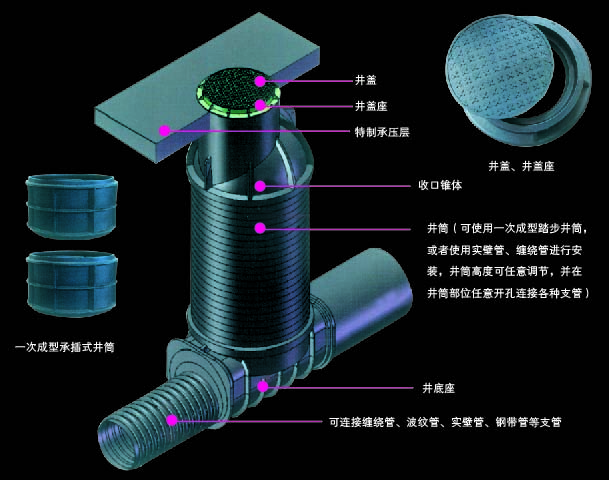 井盖
井盖座
特制承压层
井盖、井盖座
收口锥体
井筒（可使用一次成型踏步井筒，
或者使用实壁管、缠绕管进行安
装，井筒高度可任意调节，并在
井筒部位任意开孔连接各种支管）
一次成型承插式井筒
井底座
可连接缠绕管、波纹管、实壁管、钢带管等支管